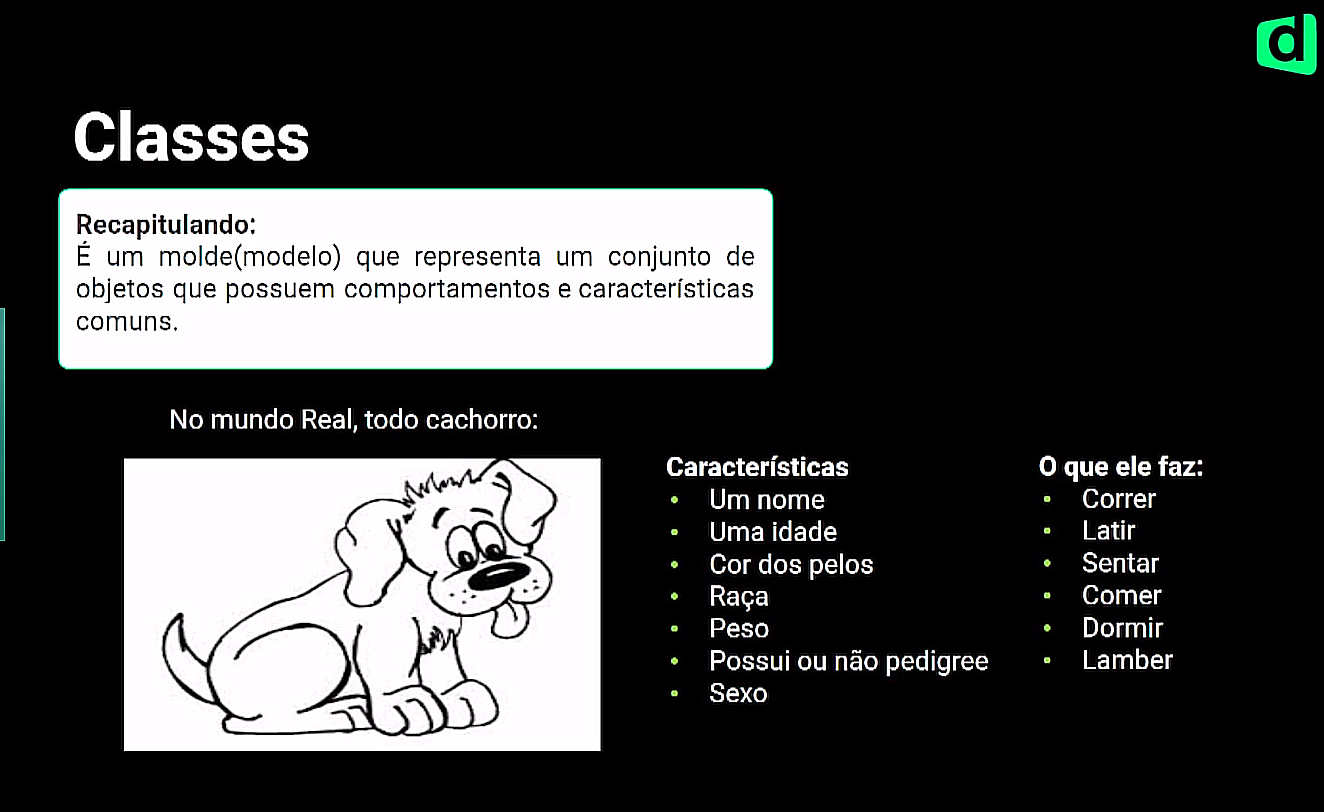 d
Classes
Recapitulando:
É um molde(modelo) que representa um conjunto de
objetos que possuem comportamentos e características
comuns.
No mundo Real, todo cachorro:
Características
• Um nome
• Uma idade
• Cor dos pelos
• Raça
• Peso
• Possui ou não pedigree
• Sexo
O que ele faz:
• Correr
• Latir
• Sentar
• Comer
• Dormir
• Lamber